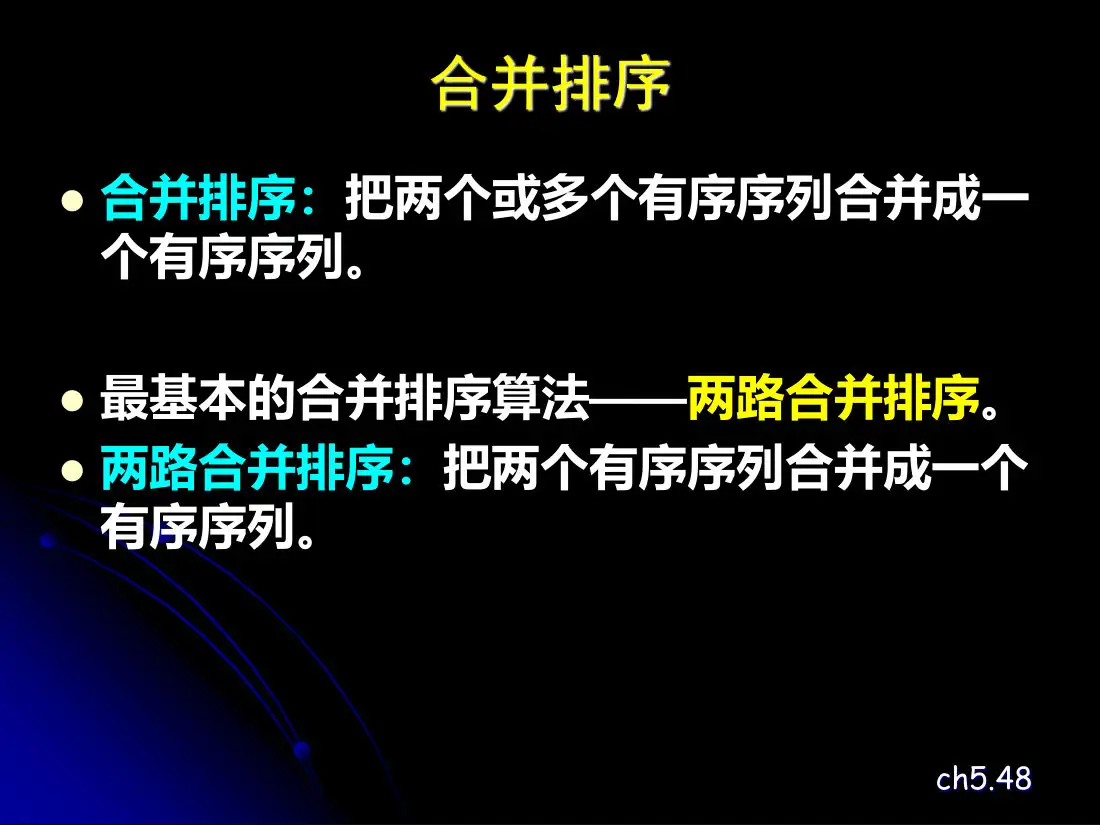 合并排序
合并排序：把两个或多个有序序列合并成一
个有序序列。
最基本的合并排序算法——两路合并排序。
两路合并排序：把两个有序序列合并成一个
有序序列。
ch5.48